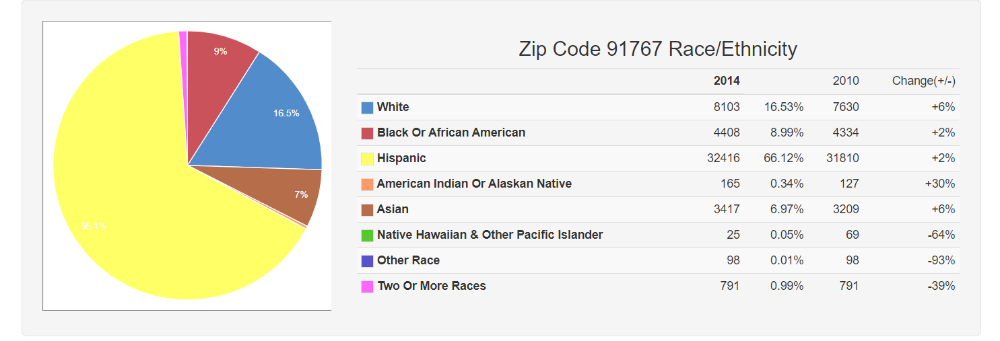 Zip Code 91767 Race/Ethnicity
2014 2010 Change(+/-)
White 8103 16.53% 7630 +6%
Black Or African American 4408 8.99% 4334 +2%
Hispanic 32416 66.12% 31810 +2%
American Indian Or Alaskan Native 165 0.34% 127 +30%
Asian 3417 6.97% 3209 +6%
Native Hawaiian & Other Pacific Islander 25 0.05% 69 -64%
Other Race 98 0.01% 98 -93%
Two Or More Races 791 0.99% 791 -39%
9%
16.5%
7%
66.1%